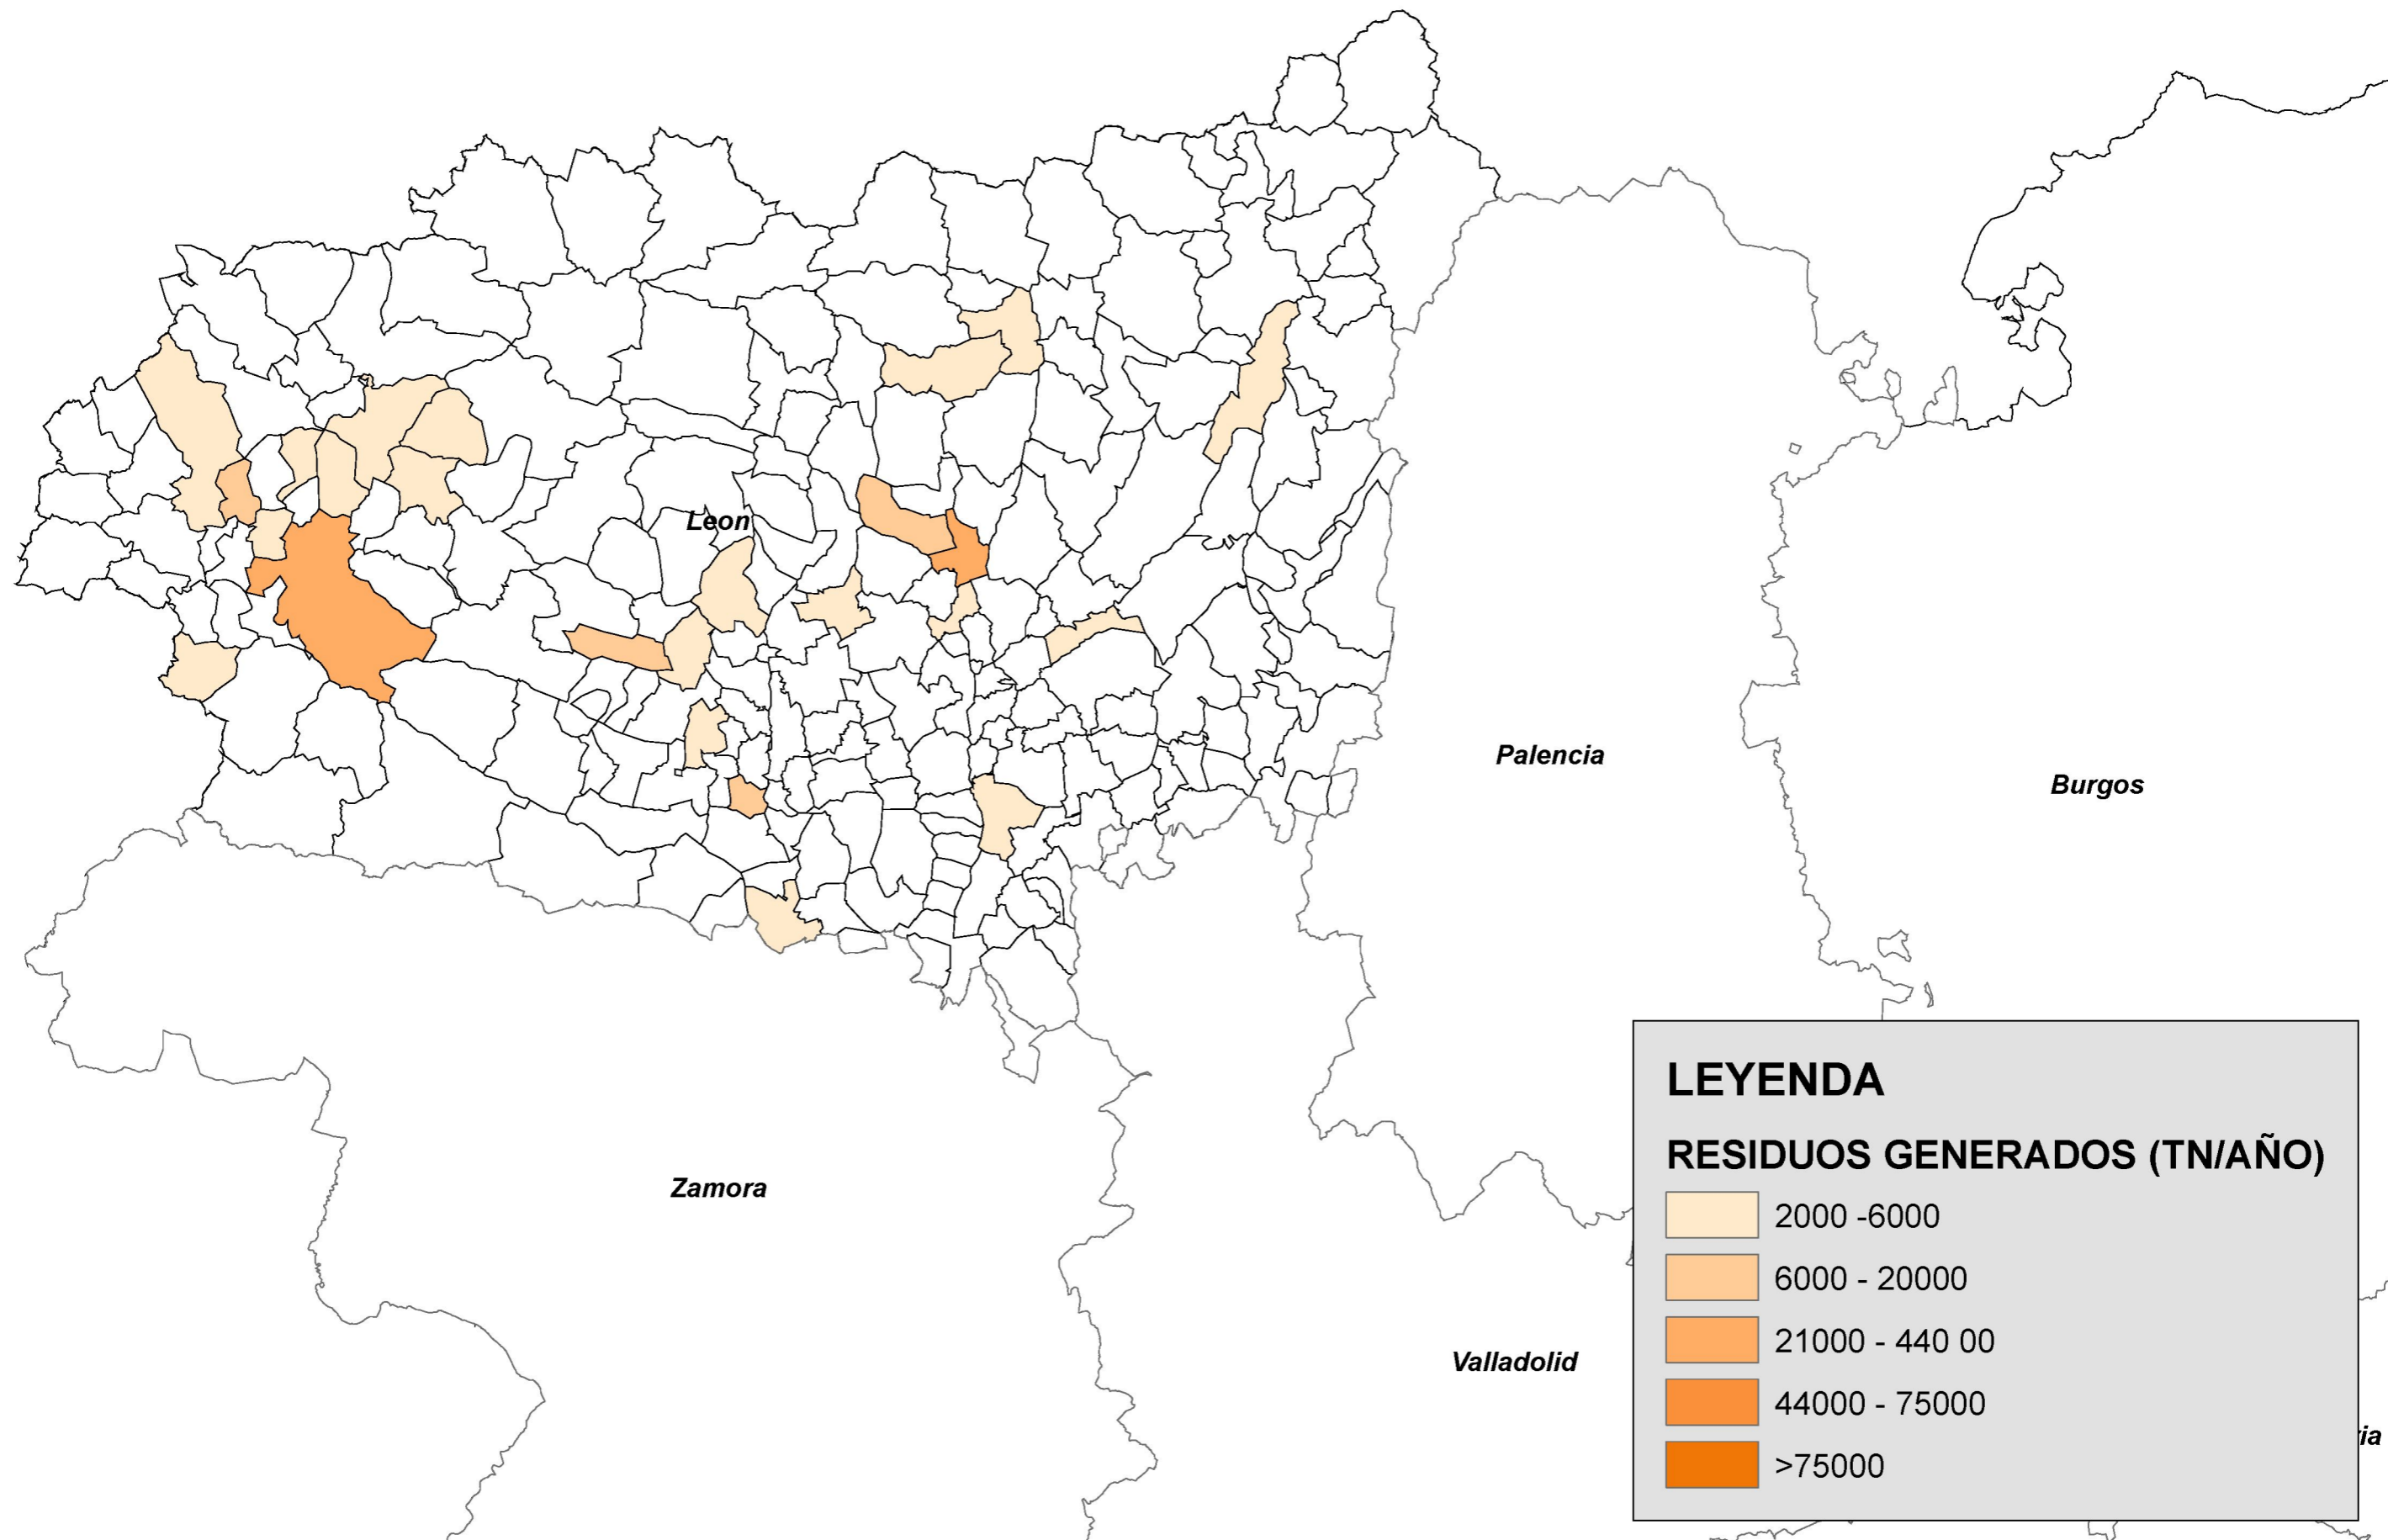 Leon
Palencia
Burgos
Zamora
Valladolid
LEYENDA
RESIDUOS GENERADOS (TN/AÑO)
2000 -6000
6000 - 20000
21000 - 440 00
44000 - 75000
>75000
ria